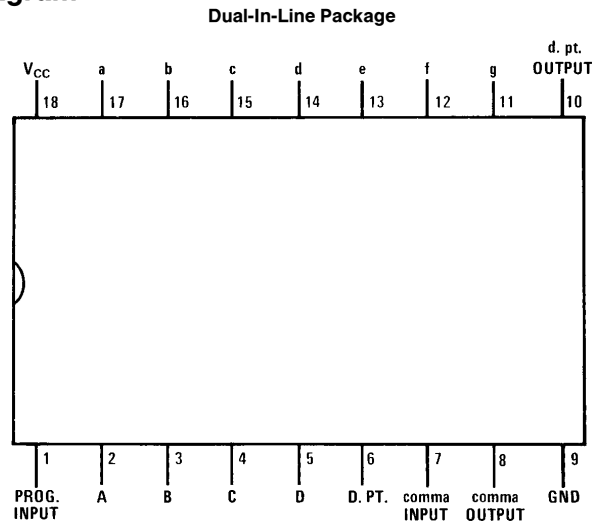 Dual-In-Line Package
d. pt.
VCC a b c d e f g OUTPUT
18 17 16 15 14 13 12 11 10
1 2 3 4 5 6 7 8 9
PROG. A B C D D. PT. comma comma GND
INPUT INPUT OUTPUT